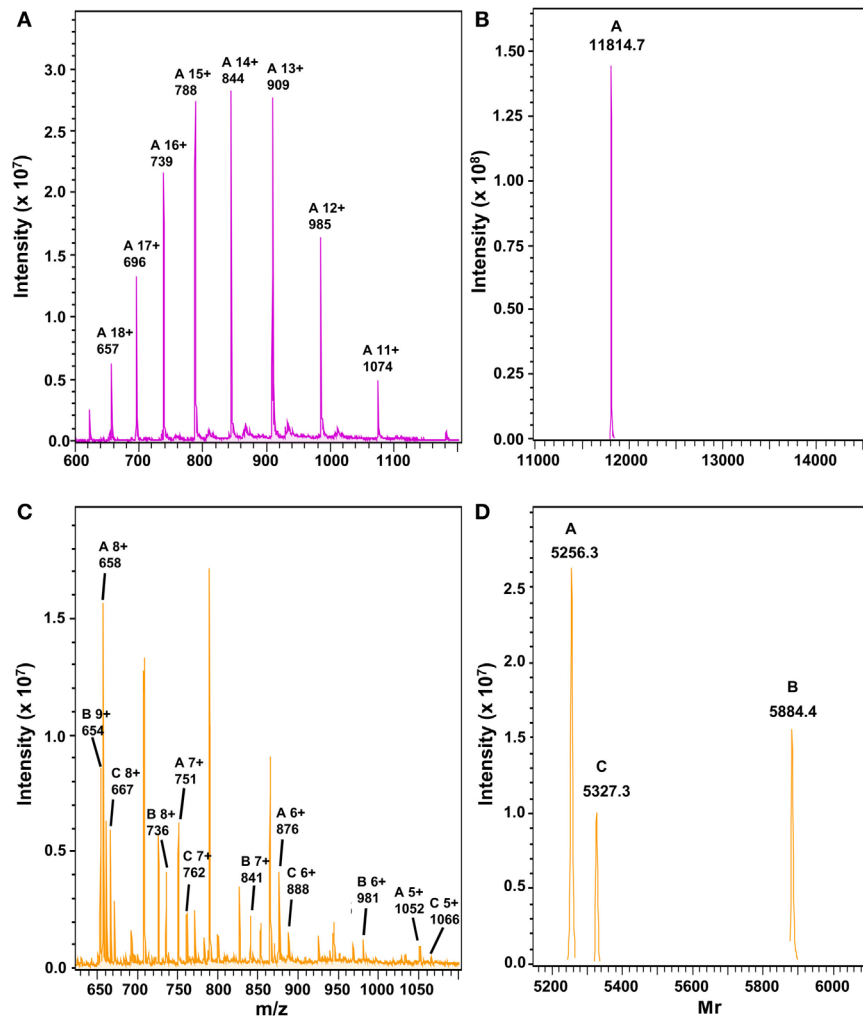 A
Intensity (x 10⁷)
3.0
2.5
2.0
1.5
1.0
0.5
0.0
A 18+
657
A 17+
696
A 16+
739
A 15+
788
A 14+
844
A 13+
909
A 12+
985
A 11+
1074
600 700 800 900 1000 1100
B
Intensity (x 10⁸)
1.50
1.25
1.00
0.75
0.50
0.25
0.00
A
11814.7
11000 12000 13000 14000
C
Intensity (x 10⁷)
1.5
1.0
0.5
0.0
A 8+
658
B 9+
654
C 8+
667
B 8+
736
A 7+
751
C 7+
762
B 7+
841
A 6+
876
C 6+
888
B 6+
981
A 5+
1052
C 5+
1066
650 700 750 800 850 900 950 1000 1050
m/z
D
Intensity (x 10⁷)
2.5
2.0
1.5
1.0
0.5
0.0
A
5256.3
C
5327.3
B
5884.4
5200 5400 5600 5800 6000
Mr